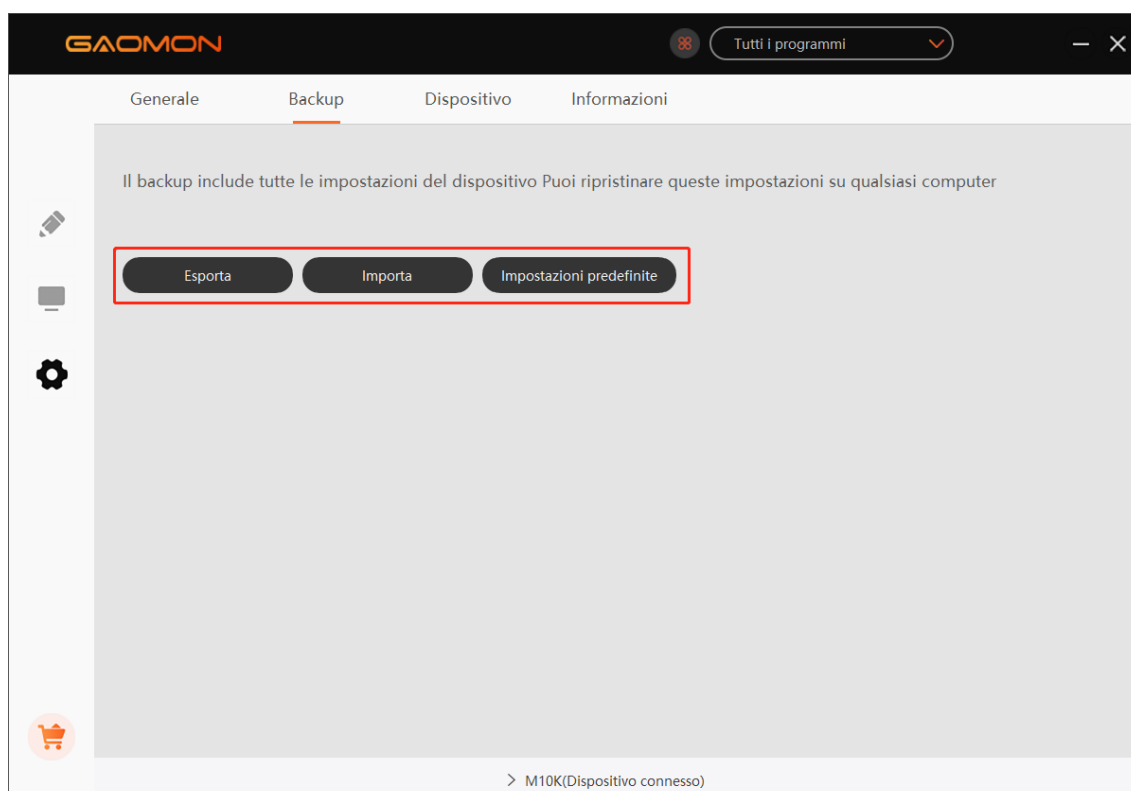 GAOMON
Tutti i programmi
Generale Backup Dispositivo Informazioni
Il backup include tutte le impostazioni del dispositivo Puoi ripristinare queste impostazioni su qualsiasi computer
Esporta Importa Impostazioni predefinite
M10K(Dispositivo connesso)